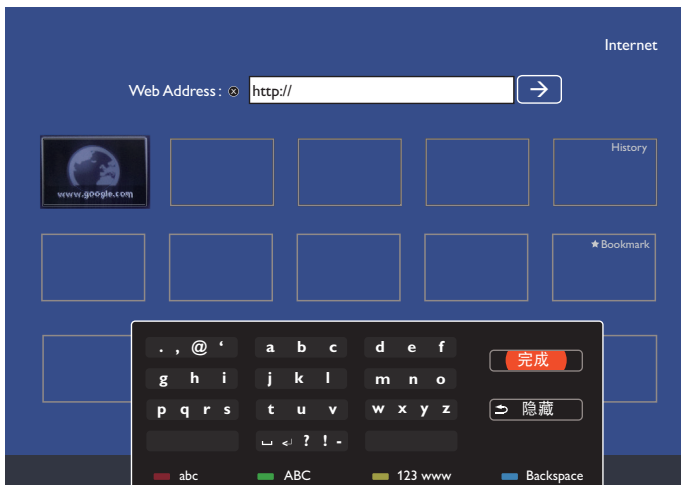 Internet
Web Address : ⓧ http:// →
www.google.com
History
★ Bookmark
. , @ ‘ a b c d e f
完成
g h i j k l m n o
p q r s t u v w x y z
隐藏
␣ ↵ ? ! -
abc ABC 123 www Backspace